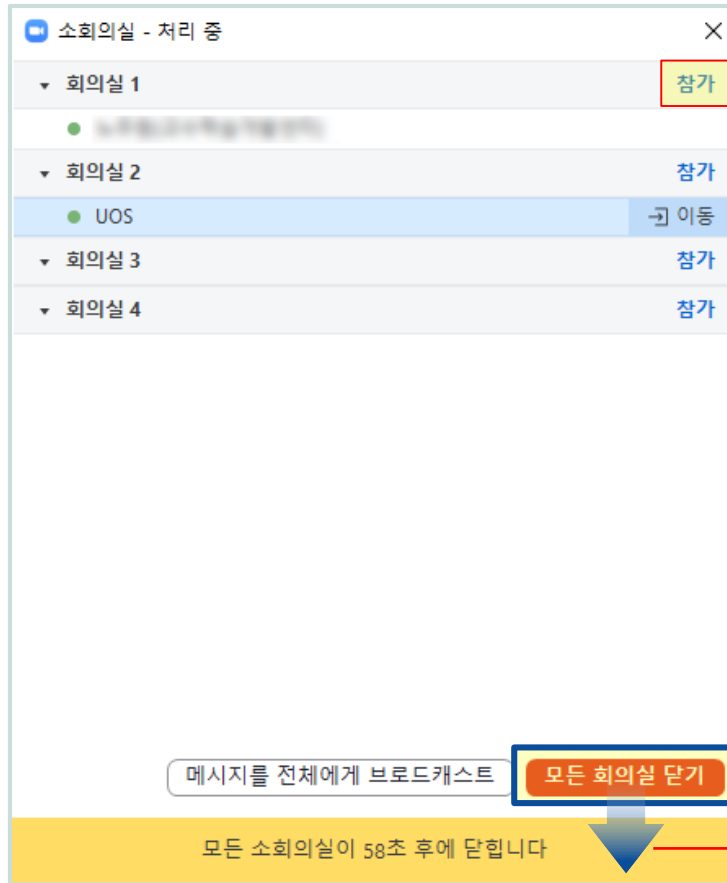 소회의실 - 처리 중
회의실 1 참가
회의실 2 참가
UOS 이동
회의실 3 참가
회의실 4 참가
메시지를 전체에게 브로드캐스트 모든 회의실 닫기
모든 소회의실이 58초 후에 닫힙니다